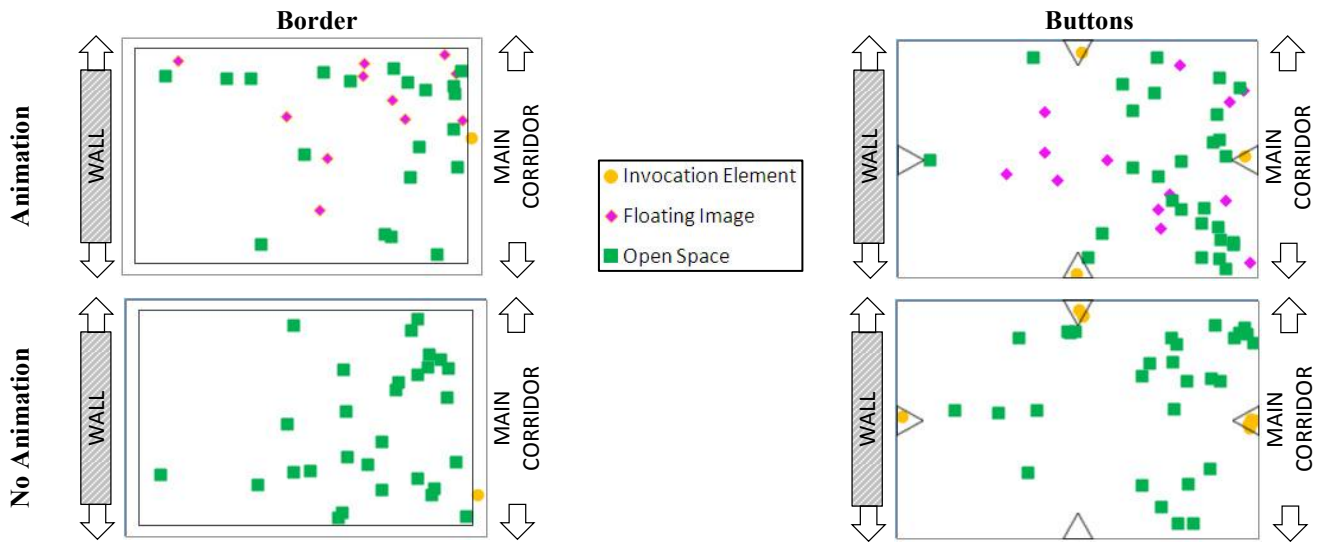 Border
Buttons
Animation
WALL
MAIN
CORRIDOR
WALL
MAIN
CORRIDOR
Invocation Element
Floating Image
Open Space
No Animation
WALL
MAIN
CORRIDOR
WALL
MAIN
CORRIDOR